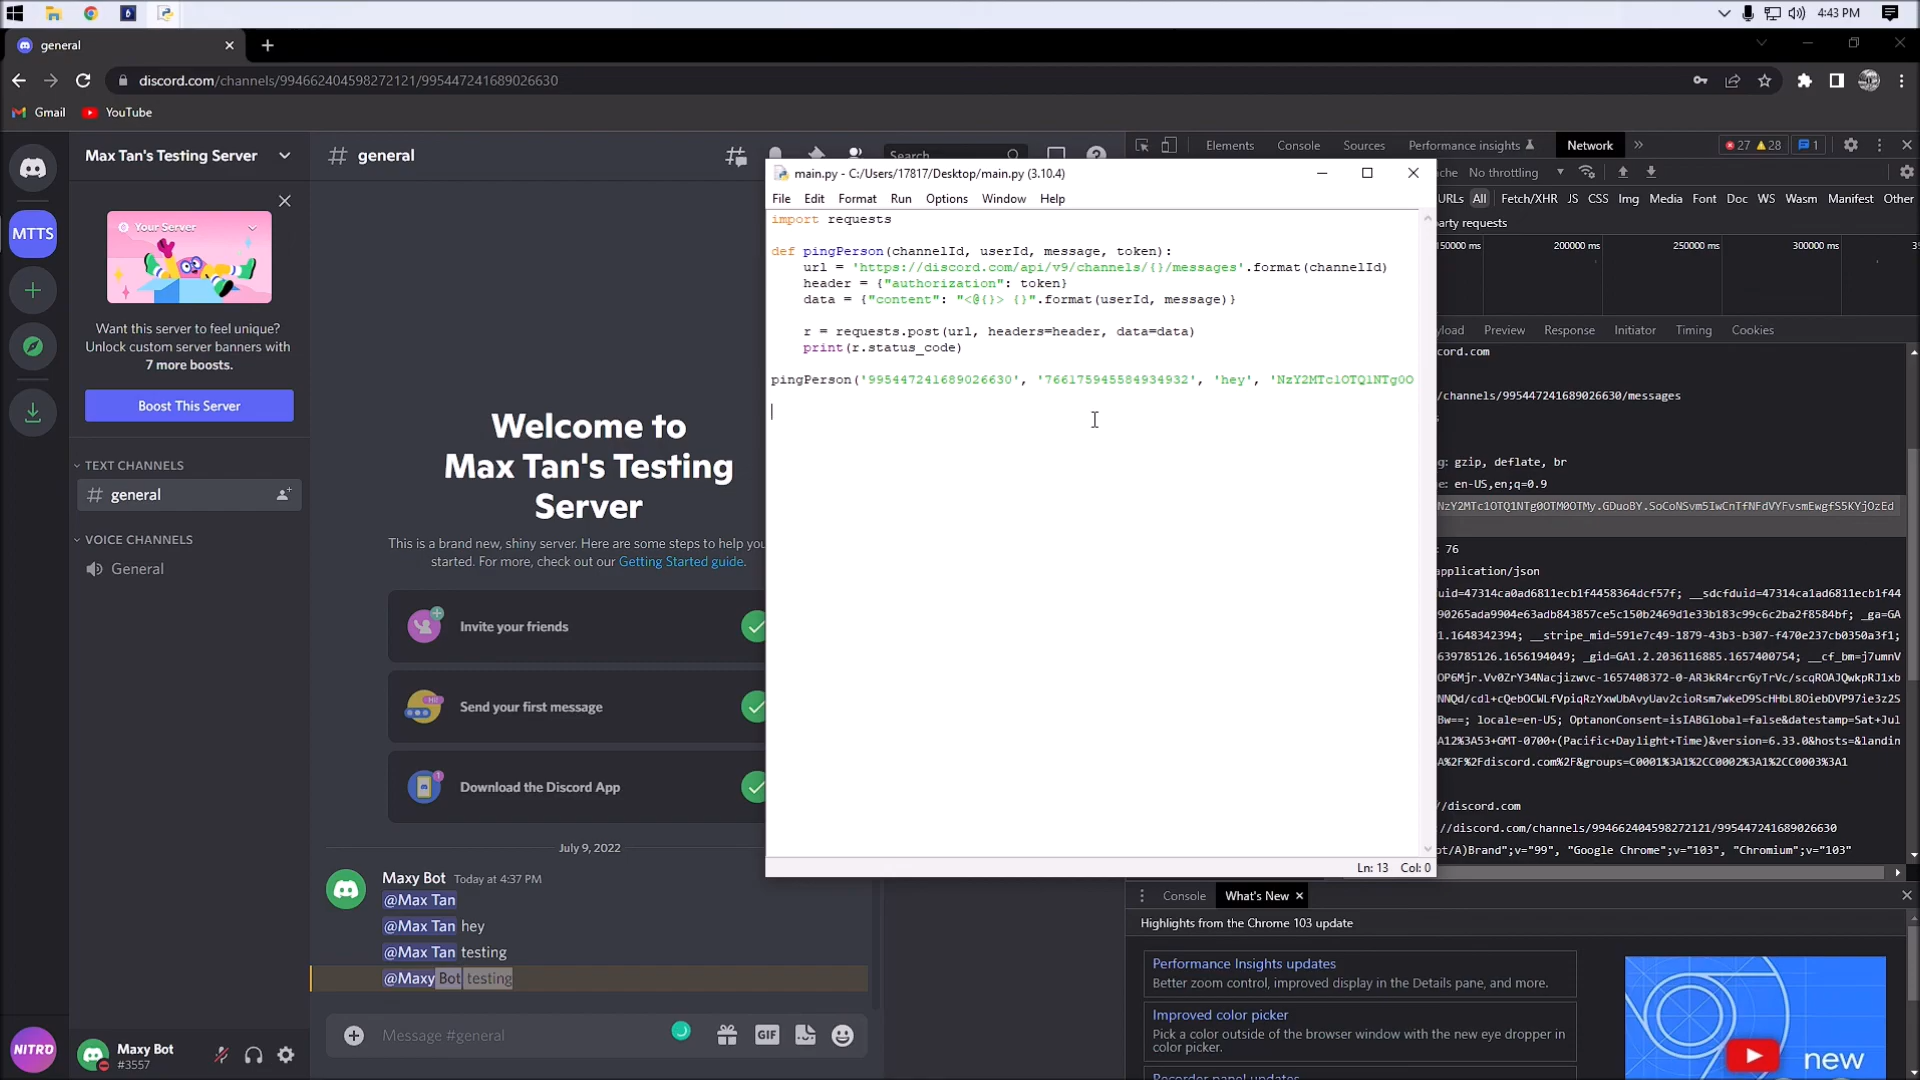 4:43 PM
general
discord.com/channels/994662404598272121/995447241689026630
Gmail
YouTube
Max Tan's Testing Server
Your Server
Want this server to feel unique?
Unlock custom server banners with
7 more boosts.
Boost This Server
TEXT CHANNELS
# general
VOICE CHANNELS
General
MTTS
NITRO
Maxy Bot
#3557
# general
Search
Welcome to
Max Tan's Testing
Server
This is a brand new, shiny server. Here are some steps to help you
started. For more, check out our Getting Started guide.
Invite your friends
Send your first message
Download the Discord App
July 9, 2022
Maxy Bot Today at 4:37 PM
@Max Tan
@Max Tan hey
@Max Tan testing
@Maxy Bot testing
Message #general
GIF
main.py - C:/Users/17817/Desktop/main.py (3.10.4)
File Edit Format Run Options Window Help
import requests
def pingPerson(channelId, userId, message, token):
url = 'https://discord.com/api/v9/channels/{}/messages'.format(channelId)
header = {"authorization": token}
data = {"content": "<@{}> {}".format(userId, message)}
r = requests.post(url, headers=header, data=data)
print(r.status_code)
pingPerson('995447241689026630', '766175945584934932', 'hey',
Ln: 13 Col: 0
Elements Console Sources Performance insights Network » 27 28 1
che No throttling
URLs All Fetch/XHR JS CSS Img Media Font Doc WS Wasm Manifest Other
arty requests
150000 ms 200000 ms 250000 ms 300000 ms 35
load Preview Response Initiator Timing Cookies
cord.com
/channels/995447241689026630/messages
g: gzip, deflate, br
e: en-US,en;q=0.9
: 76
application/json
//discord.com
//discord.com/channels/994662404598272121/995447241689026630
ot/A)Brand";v="99", "Google Chrome";v="103", "Chromium";v="103"
Console What's New
Highlights from the Chrome 103 update
Performance Insights updates
Better zoom control, improved display in the Details pane, and more.
Improved color picker
Pick a color outside of the browser window with the new eye dropper in
color picker.
Recorder panel updates
new